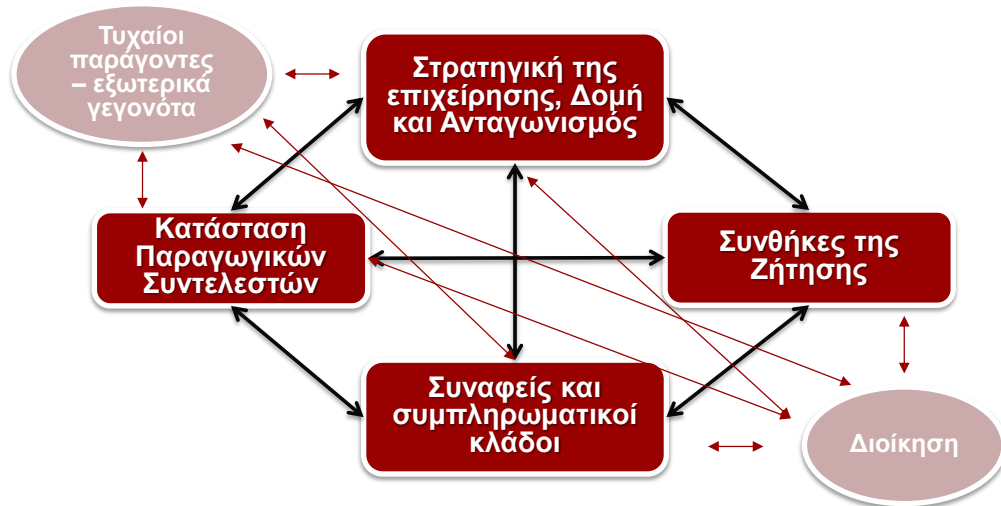 Τυχαίοι
παράγοντες
– εξωτερικά
γεγονότα
Στρατηγική της
επιχείρησης, Δομή
και Ανταγωνισμός
Κατάσταση
Παραγωγικών
Συντελεστών
Συνθήκες της
Ζήτησης
Συναφείς και
συμπληρωματικοί
κλάδοι
Διοίκηση